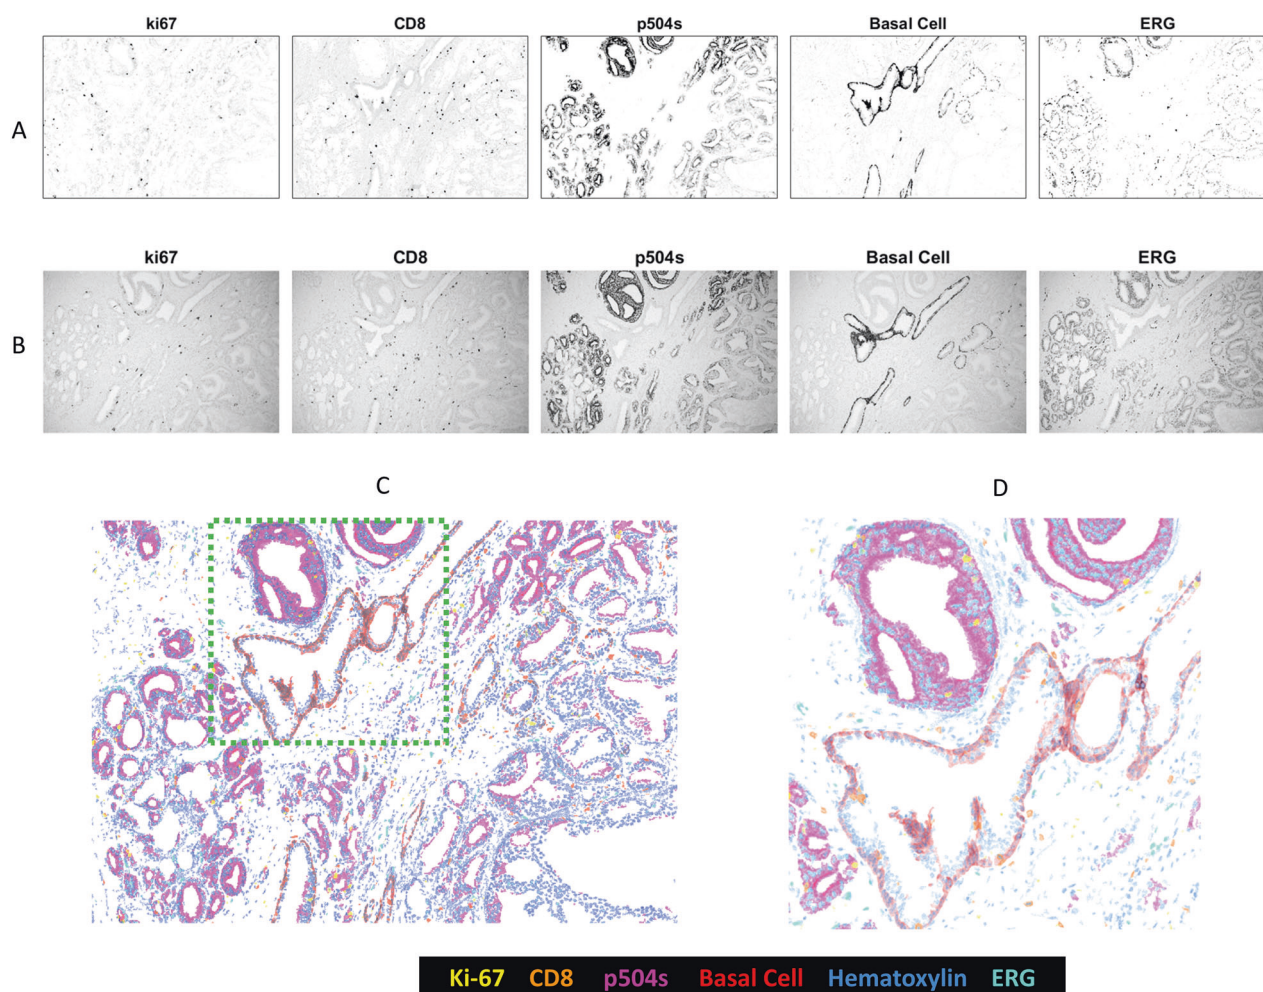 ki67 CD8 p504s Basal Cell ERG
A
ki67 CD8 p504s Basal Cell ERG
B
C D
Ki-67 CD8 p504s Basal Cell Hematoxylin ERG